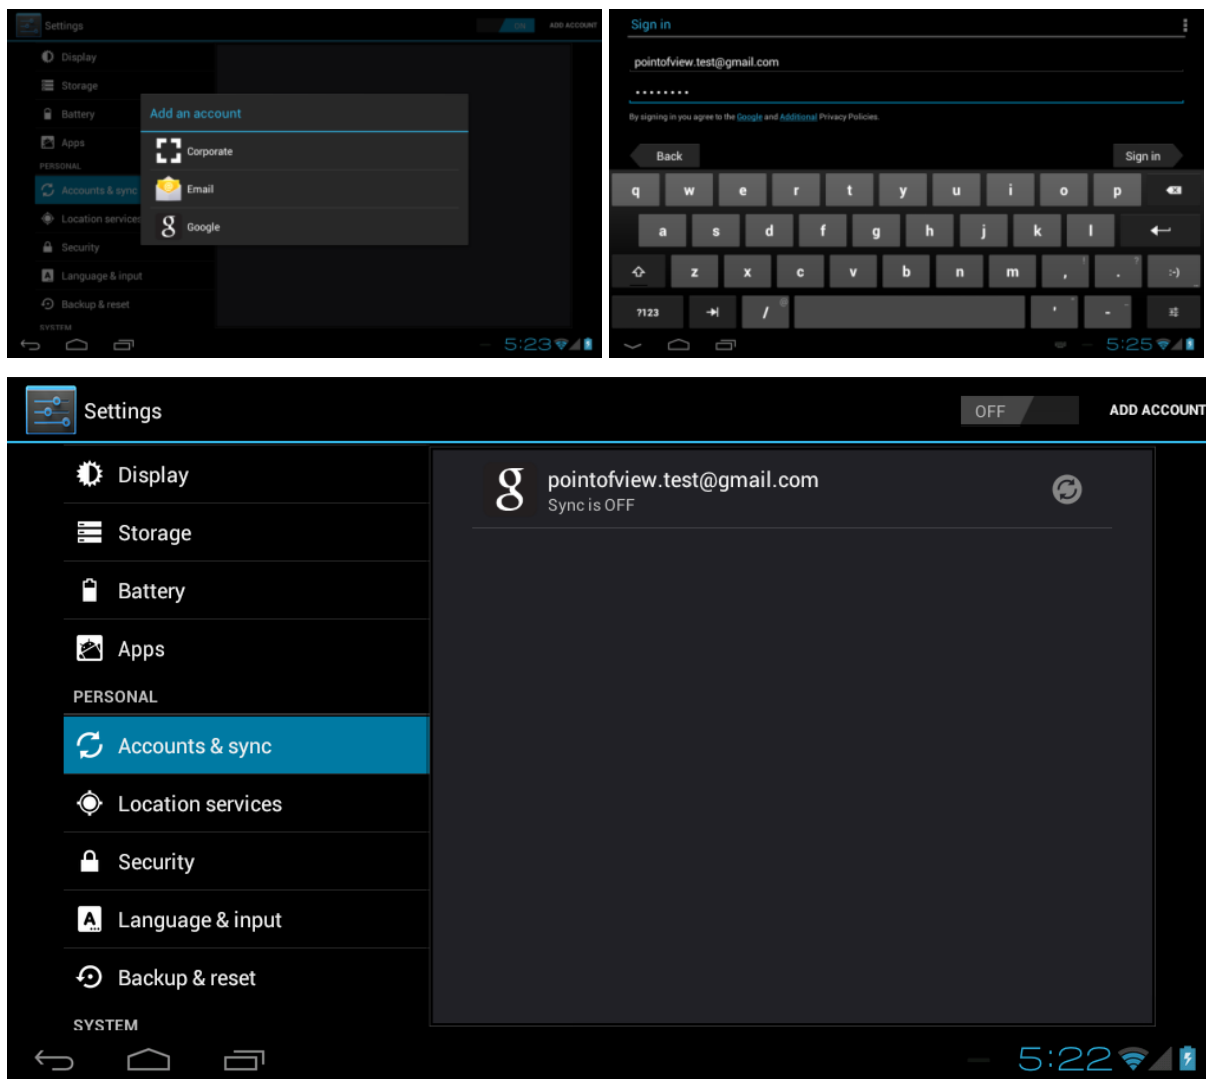 Settings
ON
ADD ACCOUNT
Display
Storage
Battery
Apps
PERSONAL
Accounts & sync
Location services
Security
Language & input
Backup & reset
SYSTEM
Add an account
Corporate
Email
g Google
5:23
Sign in
pointofview.test@gmail.com
By signing in you agree to the Google and Additional Privacy Policies.
Back
Sign in
q w e r t y u i o p
a s d f g h j k l
z x c v b n m , ! . ? :-)
?123 / @ ' " - _
5:25
Settings
OFF
ADD ACCOUNT
Display
Storage
Battery
Apps
PERSONAL
Accounts & sync
Location services
Security
Language & input
Backup & reset
SYSTEM
g pointofview.test@gmail.com
Sync is OFF
5:22